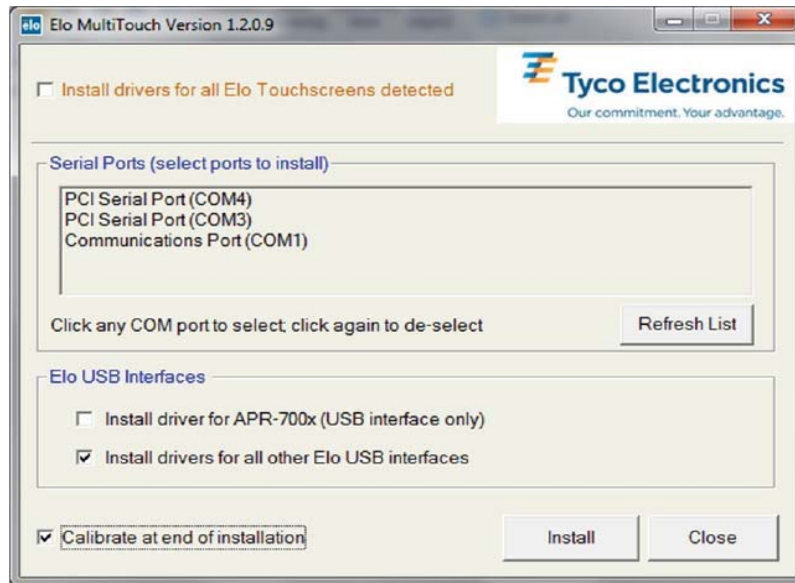 elo Elo MultiTouch Version 1.2.0.9
Install drivers for all Elo Touchscreens detected
Tyco Electronics
Our commitment. Your advantage.
Serial Ports (select ports to install)
PCI Serial Port (COM4)
PCI Serial Port (COM3)
Communications Port (COM1)
Click any COM port to select; click again to de-select
Refresh List
Elo USB Interfaces
Install driver for APR-700x (USB interface only)
Install drivers for all other Elo USB interfaces
Calibrate at end of installation
Install
Close